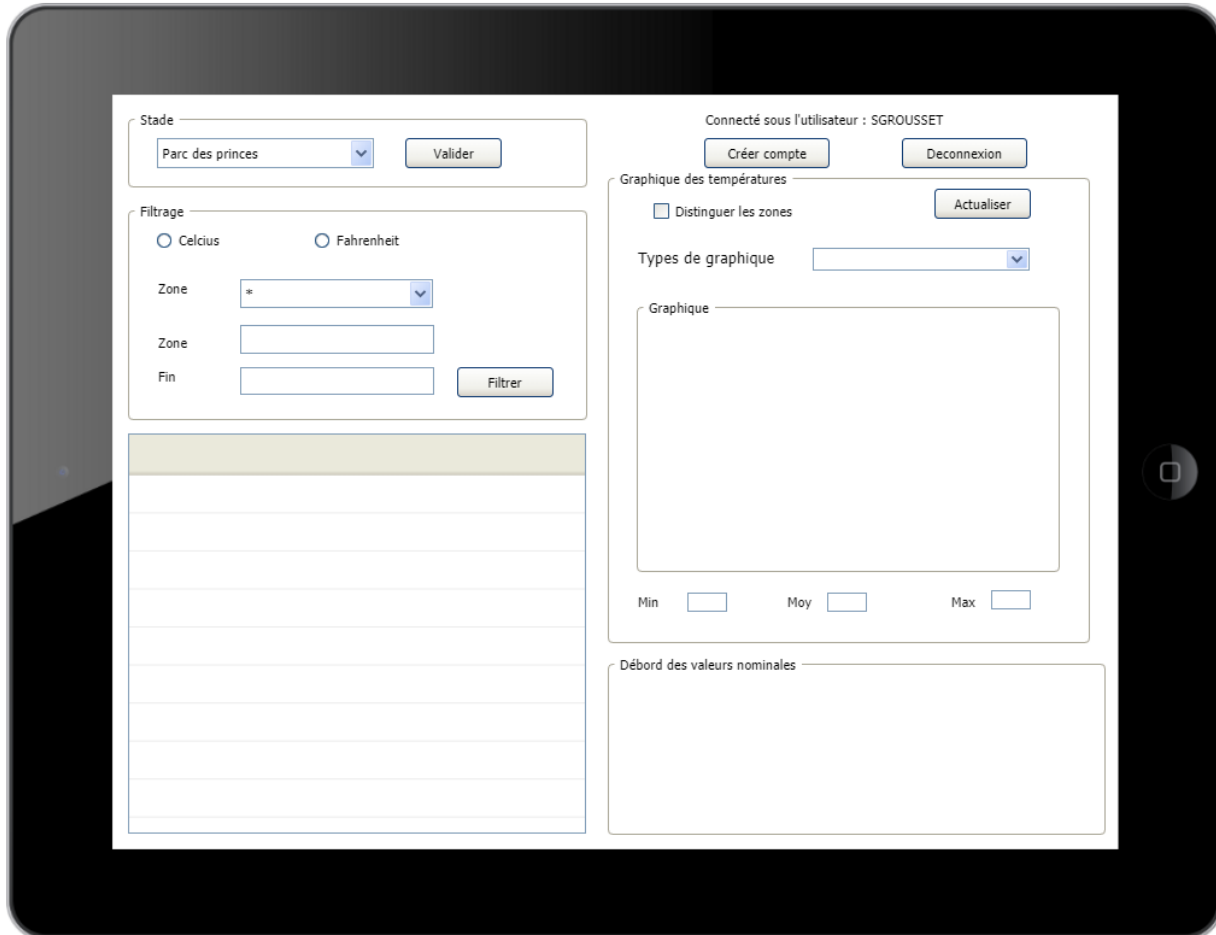 Stade
Parc des princes
Valider
Filtrage
Celcius
Fahrenheit
Zone
*
Zone
Fin
Filtrer
Connecté sous l'utilisateur : SGROUSSET
Créer compte
Deconnexion
Graphique des températures
Distinguer les zones
Actualiser
Types de graphique
Graphique
Min
Moy
Max
Débord des valeurs nominales